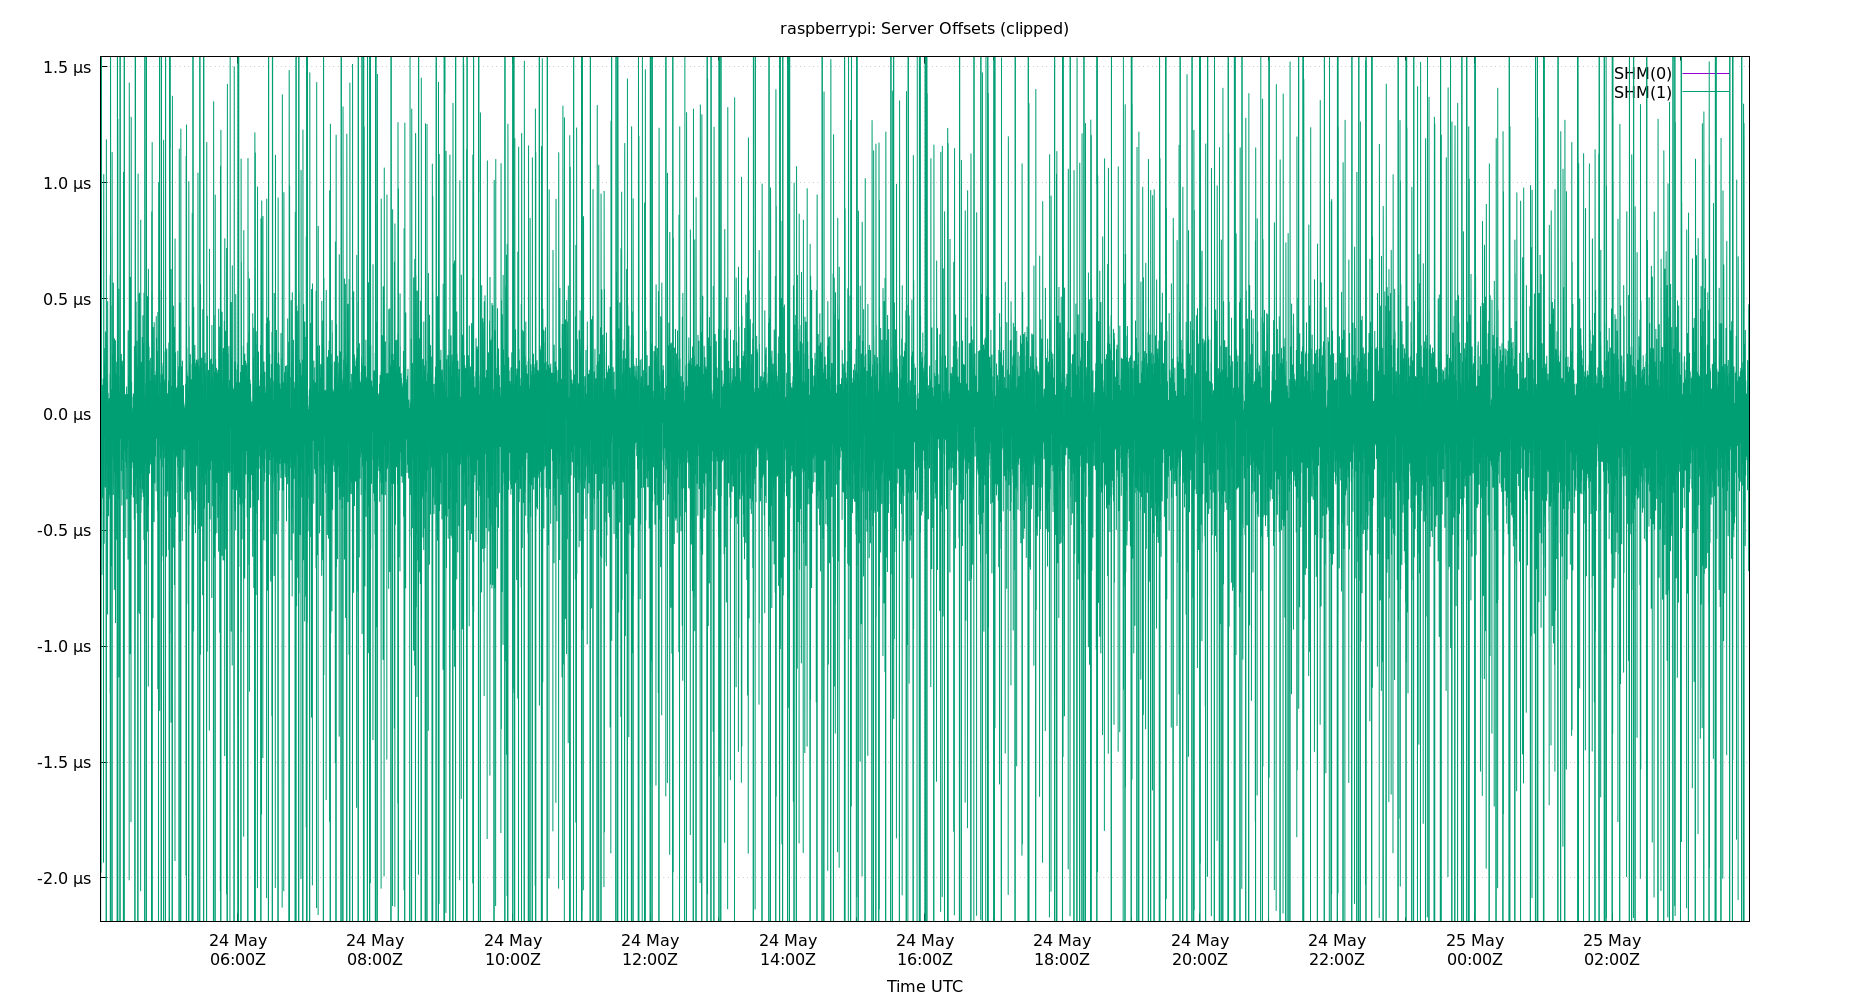 raspberrypi: Server Offsets (clipped)
1.5 µs
1.0 µs
0.5 µs
0.0 µs
-0.5 µs
-1.0 µs
-1.5 µs
-2.0 µs
SHM(0)
SHM(1)
24 May 24 May 24 May 24 May 24 May 24 May 24 May 24 May 24 May 25 May 25 May
06:00Z 08:00Z 10:00Z 12:00Z 14:00Z 16:00Z 18:00Z 20:00Z 22:00Z 00:00Z 02:00Z
Time UTC